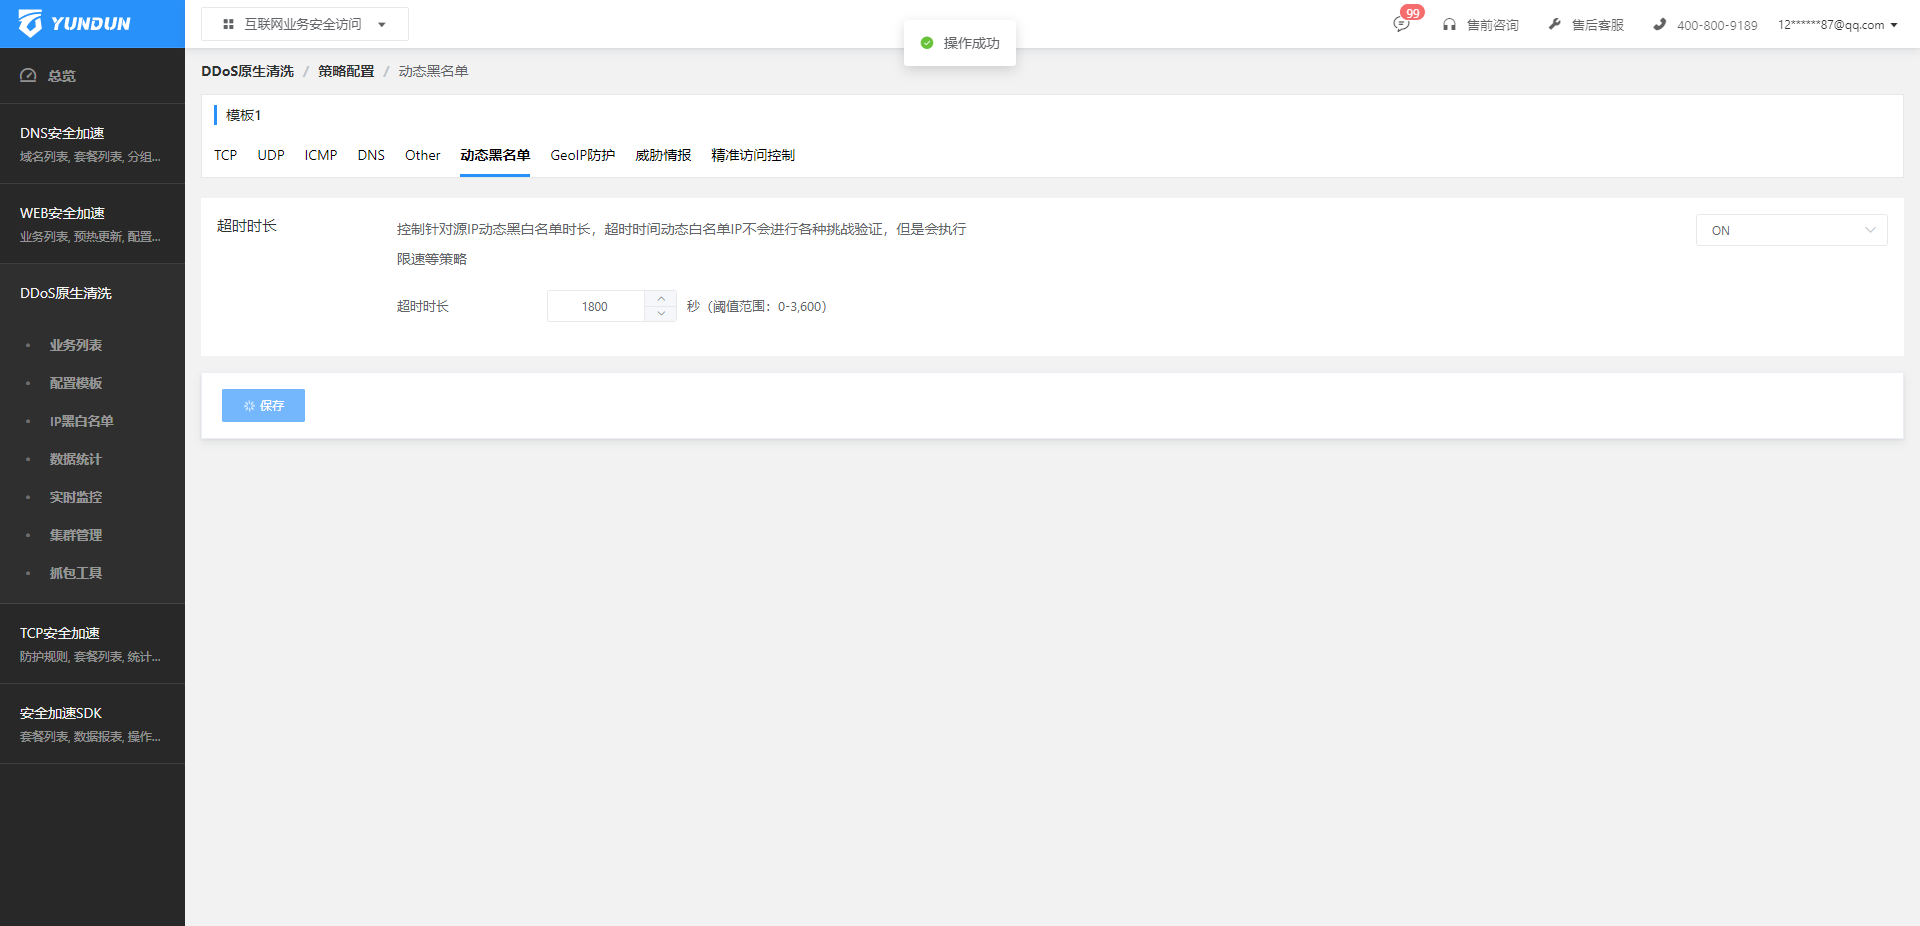 YUNDUN
互联网业务安全访问
操作成功
99
售前咨询
售后客服
400-800-9189
12******87@qq.com
总览
DNS安全加速
域名列表, 套餐列表, 分组...
WEB安全加速
业务列表, 预热更新, 配置...
DDoS原生清洗
业务列表
配置模板
IP黑白名单
数据统计
实时监控
集群管理
抓包工具
TCP安全加速
防护规则, 套餐列表, 统计...
安全加速SDK
套餐列表, 数据报表, 操作...
DDoS原生清洗 / 策略配置 / 动态黑名单
模板1
TCP UDP ICMP DNS Other 动态黑名单 GeoIP防护 威胁情报 精准访问控制
超时时长
控制针对源IP动态黑白名单时长，超时时间动态白名单IP不会进行各种挑战验证，但是会执行
限速等策略
ON
超时时长 1800 秒（阈值范围：0-3,600）
保存